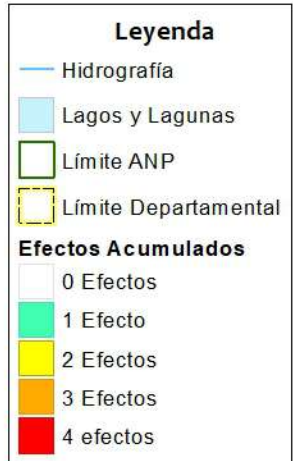 Leyenda
Hidrografía
Lagos y Lagunas
Límite ANP
Límite Departamental
Efectos Acumulados
0 Efectos
1 Efecto
2 Efectos
3 Efectos
4 efectos